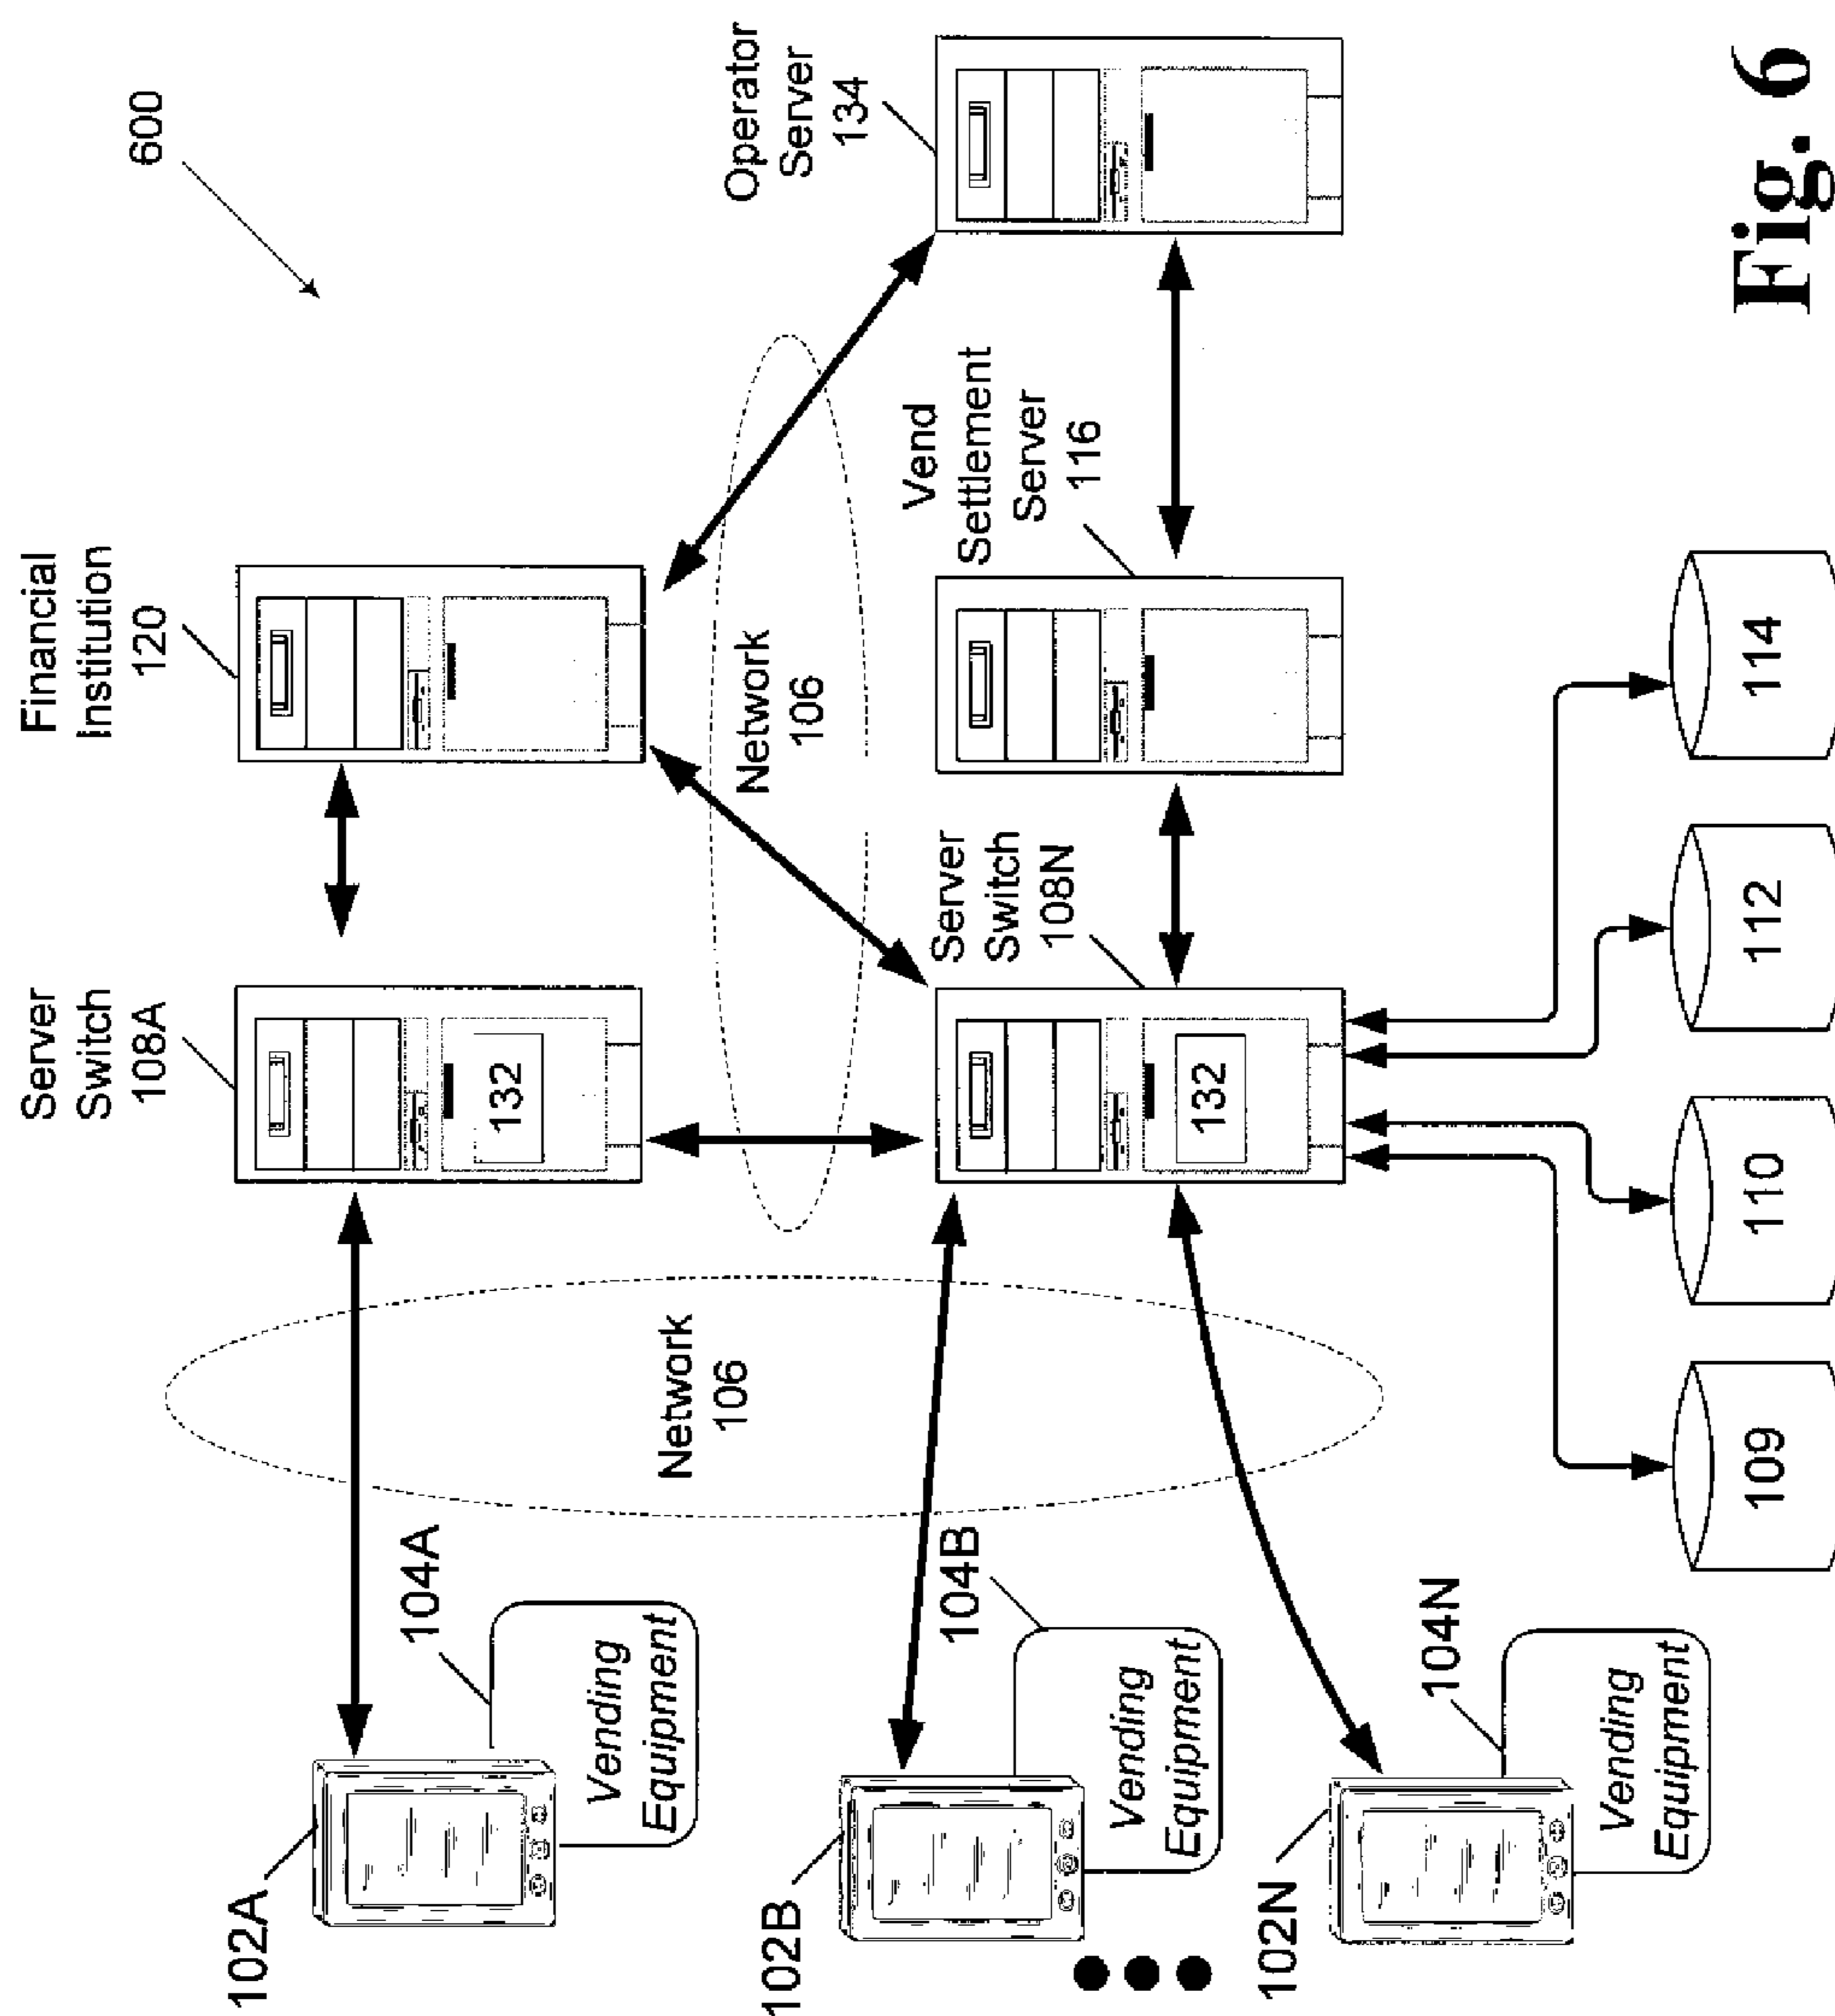 600
Server
Switch
108A
Financial
Institution
120
102A
104A
Vending
Equipment
132
Network
106
Network
106
Operator
Server
134
102B
104B
Vending
Equipment
Server
Switch
108N
132
Vend
Settlement
Server
116
102N
104N
Vending
Equipment
109
110
112
114
Fig. 6